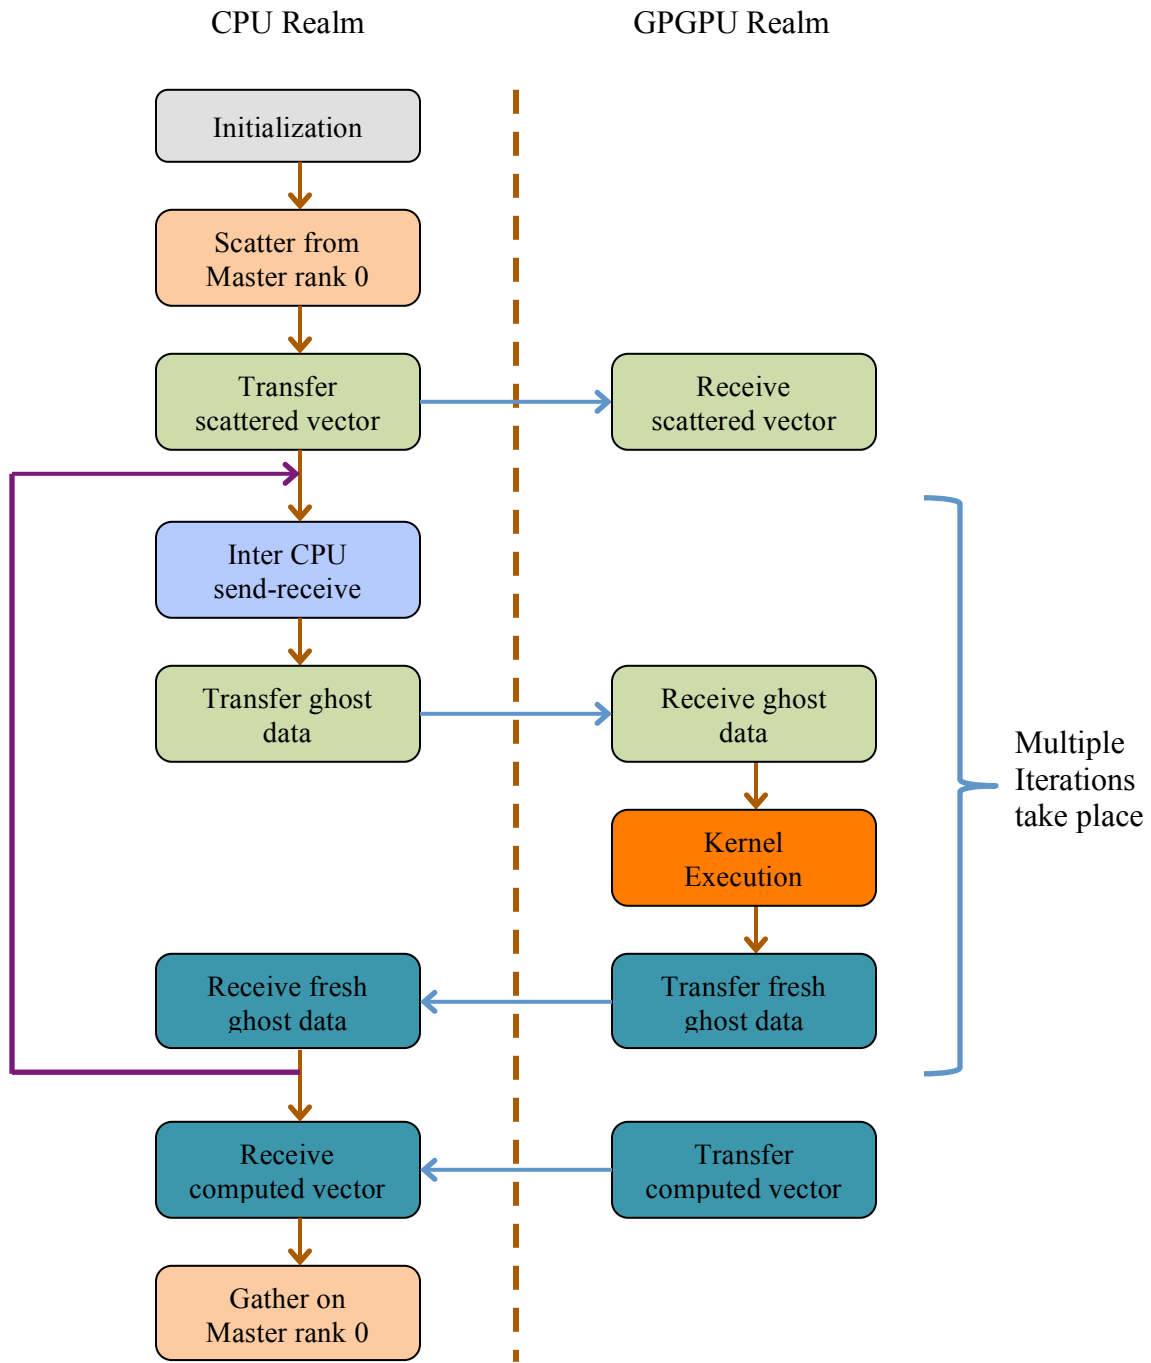 CPU Realm
GPGPU Realm
Initialization
Scatter from
Master rank 0
Transfer
scattered vector
Receive
scattered vector
Inter CPU
send-receive
Transfer ghost
data
Receive ghost
data
Multiple
Iterations
take place
Kernel
Execution
Receive fresh
ghost data
Transfer fresh
ghost data
Receive
computed vector
Transfer
computed vector
Gather on
Master rank 0